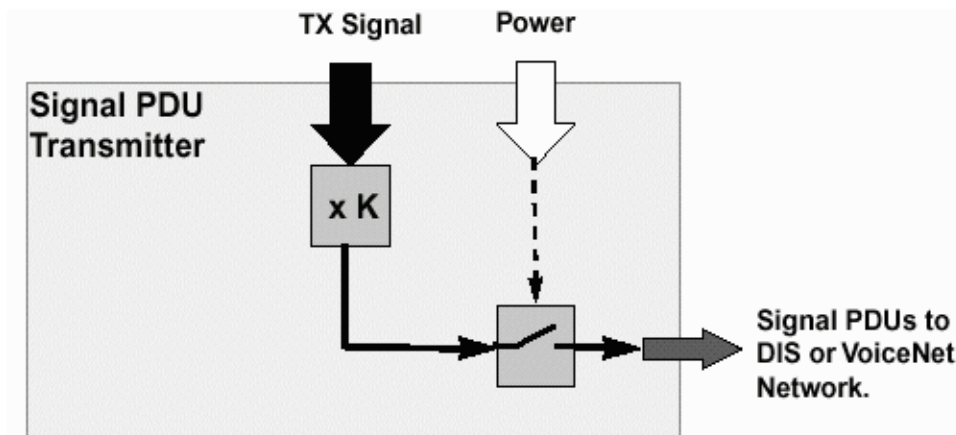 TX Signal
Power
Signal PDU
Transmitter
x K
Signal PDUs to
DIS or VoiceNet
Network.